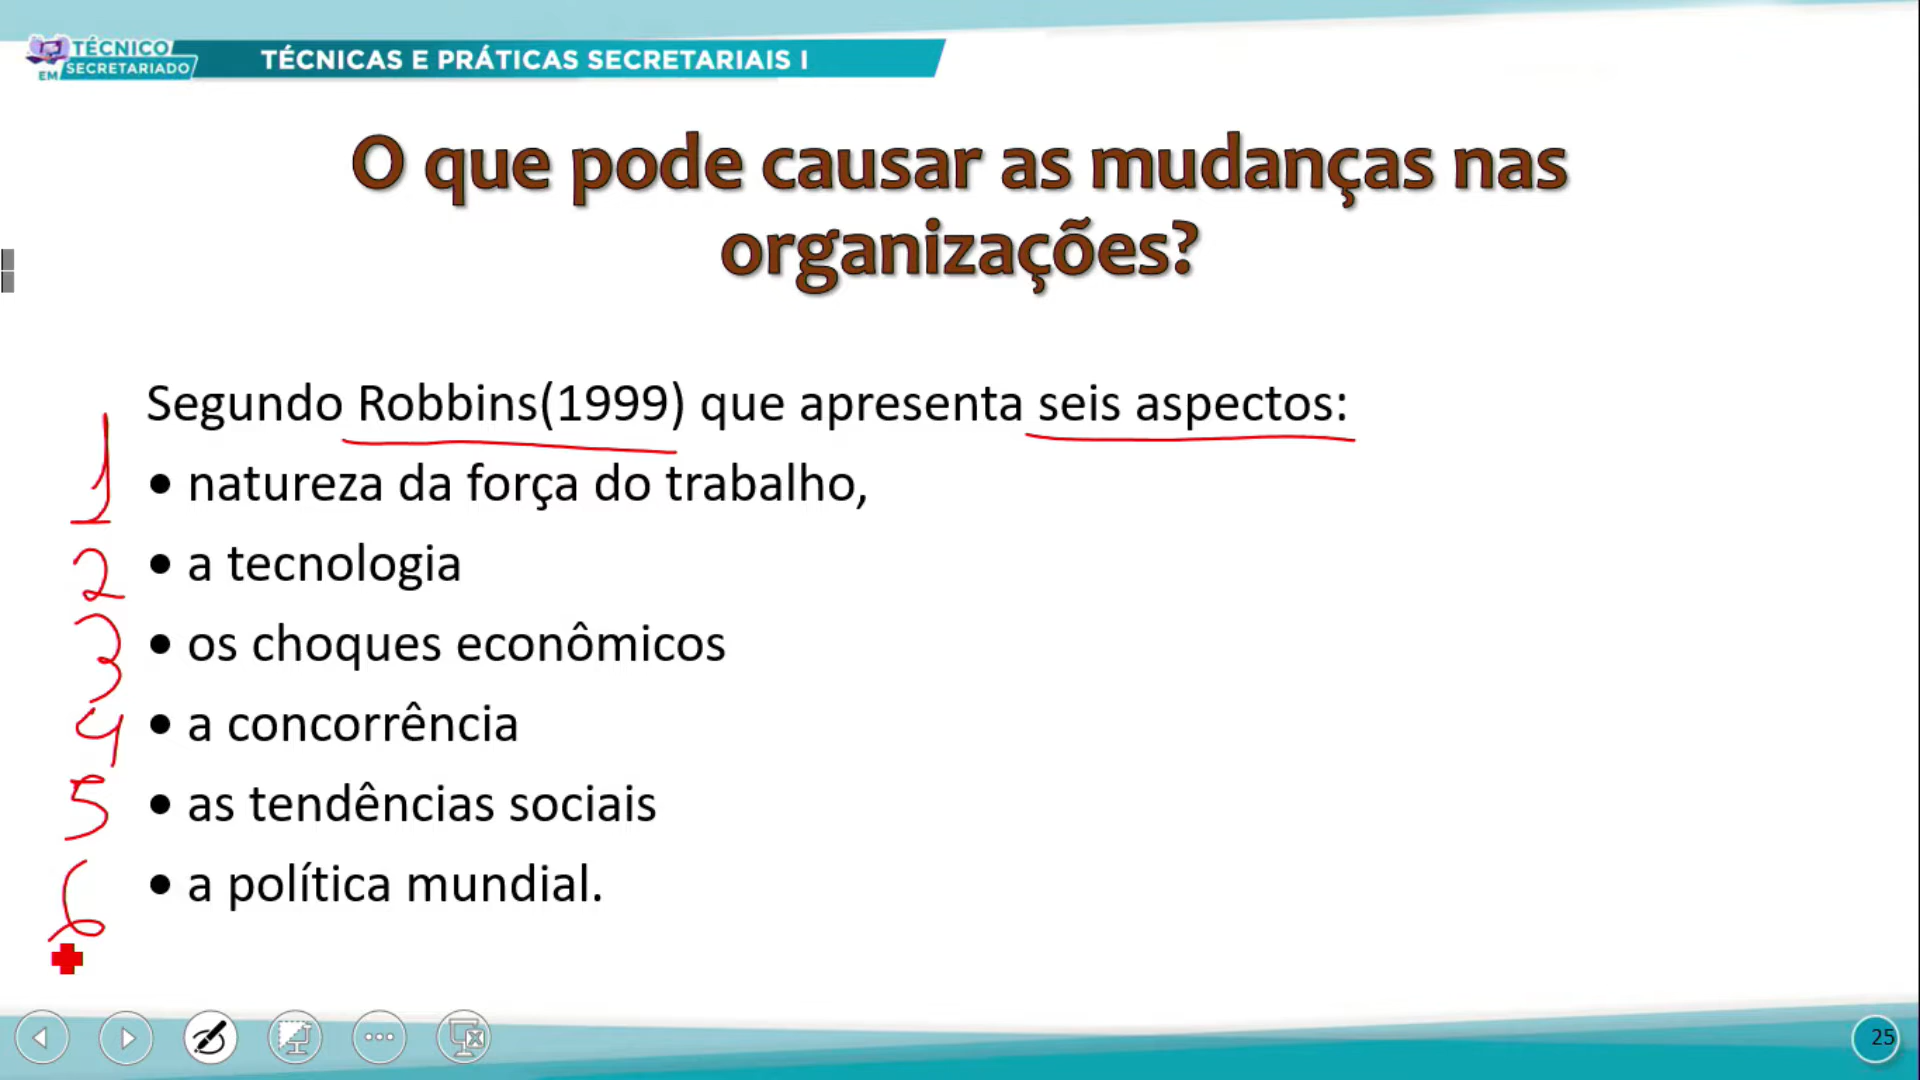 TÉCNICO
EM SECRETARIADO
TÉCNICAS E PRÁTICAS SECRETARIAIS I
O que pode causar as mudanças nas
organizações?
Segundo Robbins(1999) que apresenta seis aspectos:
1 • natureza da força do trabalho,
2 • a tecnologia
3 • os choques econômicos
4 • a concorrência
5 • as tendências sociais
6 • a política mundial.
25